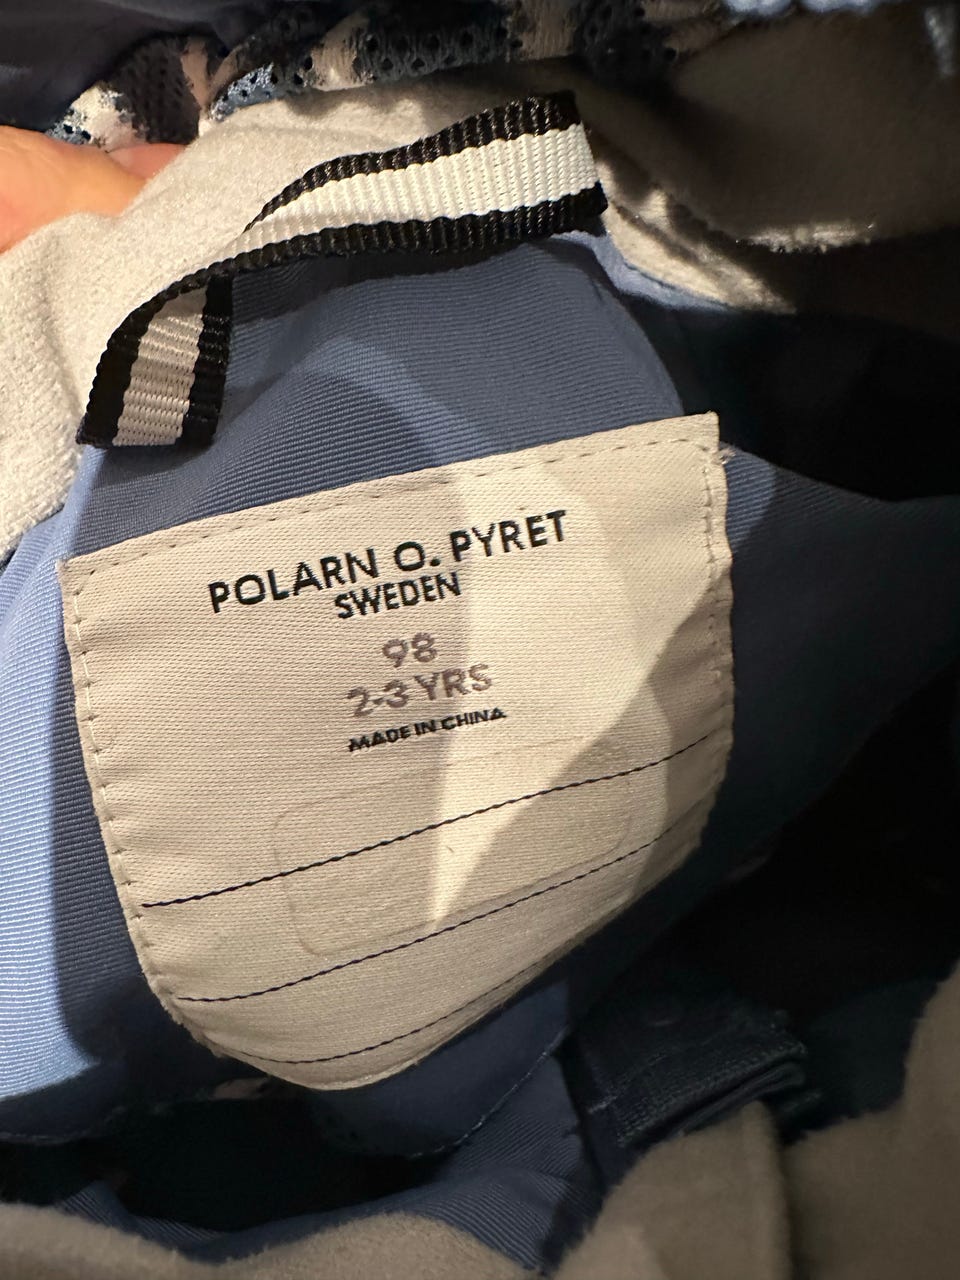 POLARN O. PYRET
SWEDEN
98
2-3 YRS
MADE IN CHINA